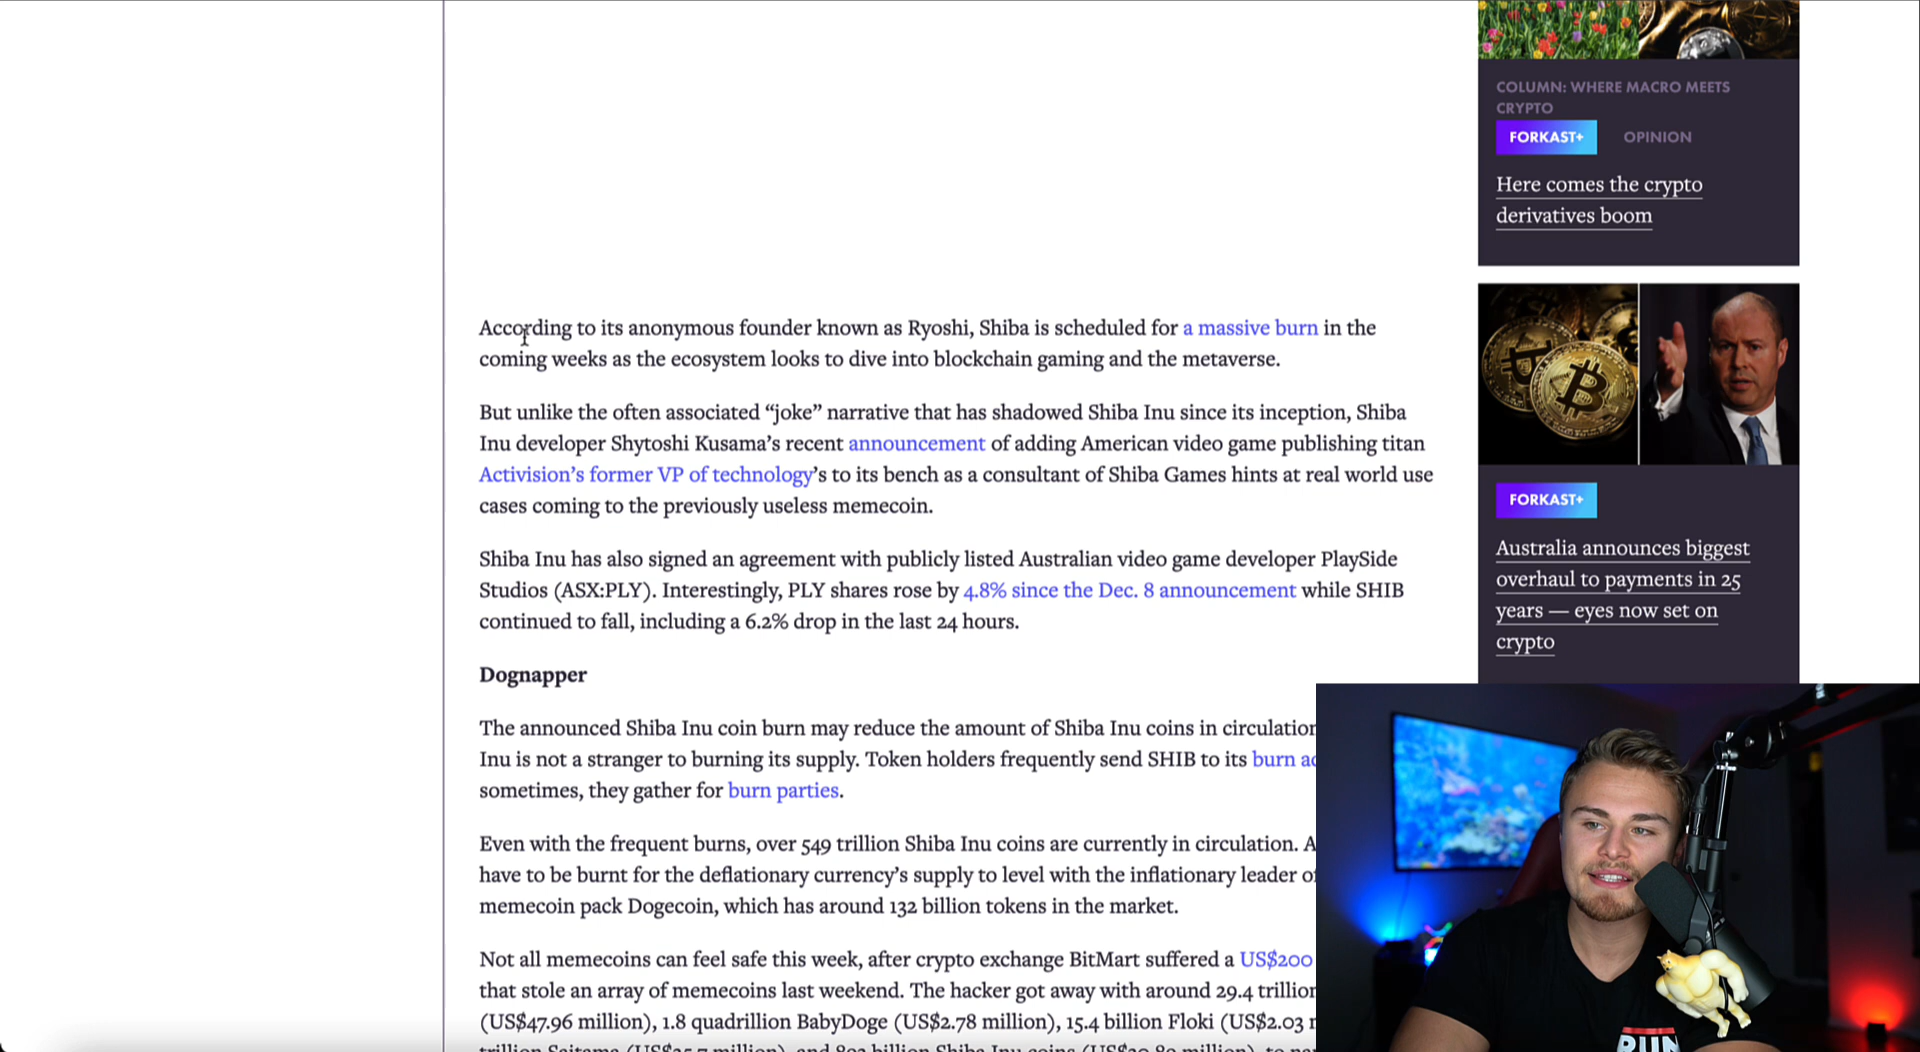 COLUMN: WHERE MACRO MEETS
CRYPTO
FORKAST+ OPINION
Here comes the crypto
derivatives boom
According to its anonymous founder known as Ryoshi, Shiba is scheduled for a massive burn in the
coming weeks as the ecosystem looks to dive into blockchain gaming and the metaverse.
But unlike the often associated “joke” narrative that has shadowed Shiba Inu since its inception, Shiba
Inu developer Shytoshi Kusama’s recent announcement of adding American video game publishing titan
Activision’s former VP of technology’s to its bench as a consultant of Shiba Games hints at real world use
cases coming to the previously useless memecoin.
Shiba Inu has also signed an agreement with publicly listed Australian video game developer PlaySide
Studios (ASX:PLY). Interestingly, PLY shares rose by 4.8% since the Dec. 8 announcement while SHIB
continued to fall, including a 6.2% drop in the last 24 hours.
Dognapper
The announced Shiba Inu coin burn may reduce the amount of Shiba Inu coins in circulation
Inu is not a stranger to burning its supply. Token holders frequently send SHIB to its burn
sometimes, they gather for burn parties.
Even with the frequent burns, over 549 trillion Shiba Inu coins are currently in circulation. A
have to be burnt for the deflationary currency’s supply to level with the inflationary leader
memecoin pack Dogecoin, which has around 132 billion tokens in the market.
Not all memecoins can feel safe this week, after crypto exchange BitMart suffered a US$200
that stole an array of memecoins last weekend. The hacker got away with around 29.4 trillion
(US$47.96 million), 1.8 quadrillion BabyDoge (US$2.78 million), 15.4 billion Floki (US$2.03
FORKAST+
Australia announces biggest
overhaul to payments in 25
years — eyes now set on
crypto
RUN